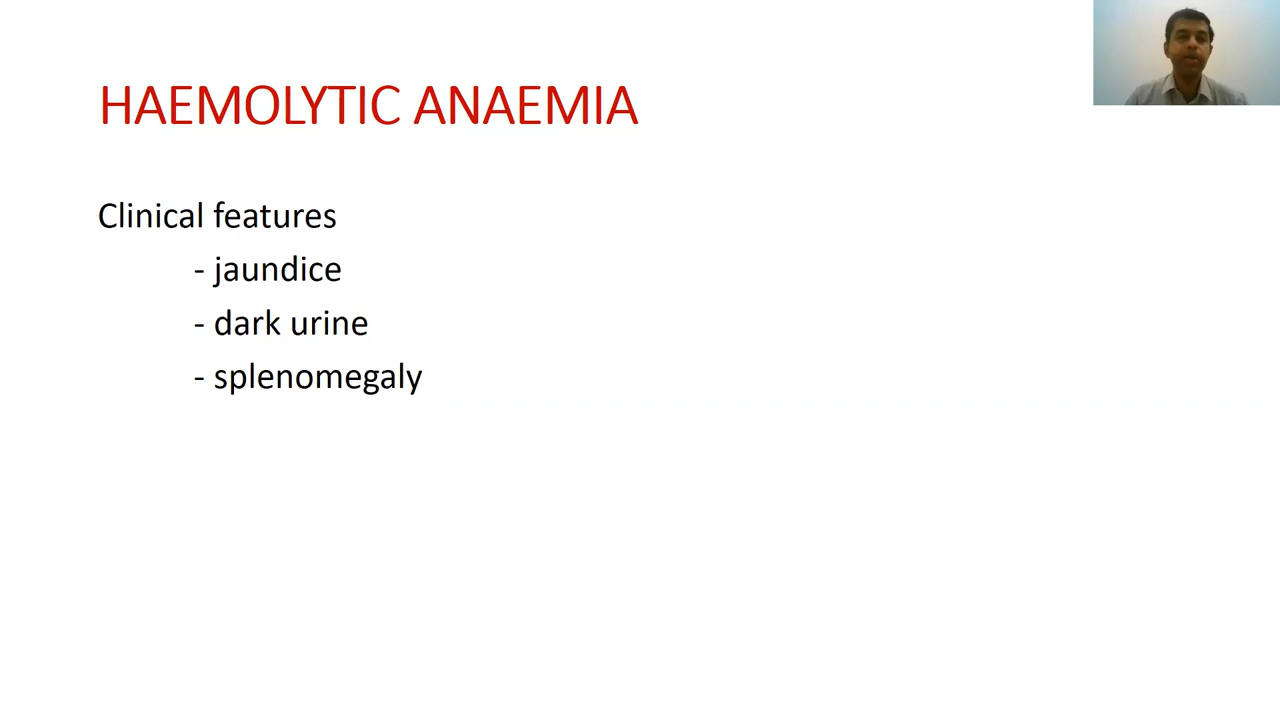 HAEMOLYTIC ANAEMIA
Clinical features
- jaundice
- dark urine
- splenomegaly